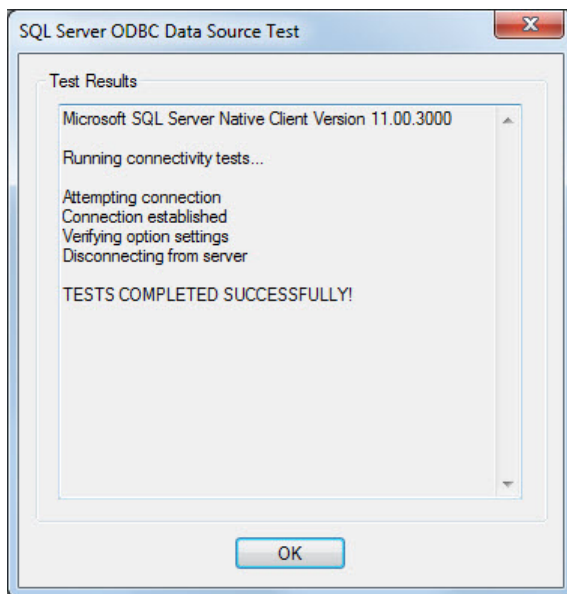 SQL Server ODBC Data Source Test
Test Results
Microsoft SQL Server Native Client Version 11.00.3000
Running connectivity tests...
Attempting connection
Connection established
Verifying option settings
Disconnecting from server
TESTS COMPLETED SUCCESSFULLY!
OK